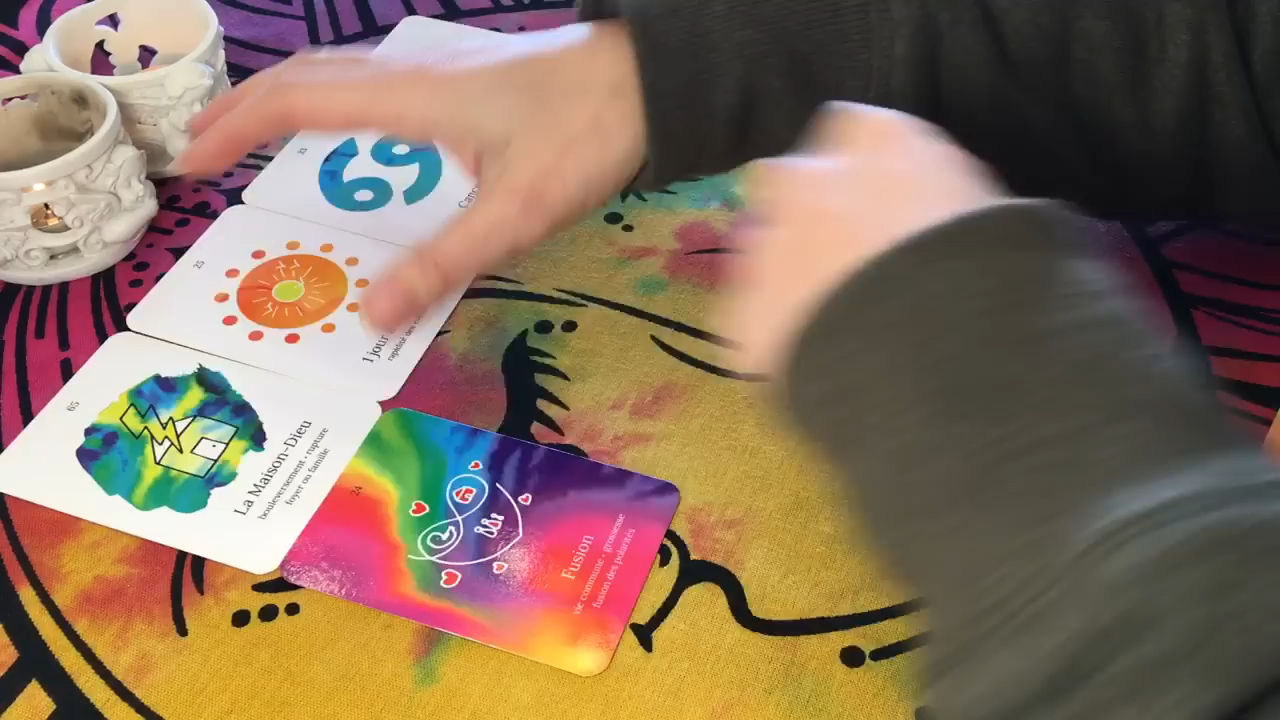 23
Canc
25
1 jour
rapidité des
65
La Maison-Dieu
bouleversement · rupture
foyer ou famille
24
Fusion
vie commune · grossesse
fusion des polarités